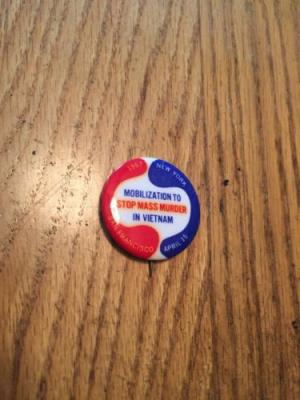 1967
NEW YORK
MOBILIZATION TO
STOP MASS MURDER
IN VIETNAM
SAN FRANCISCO
APRIL 15